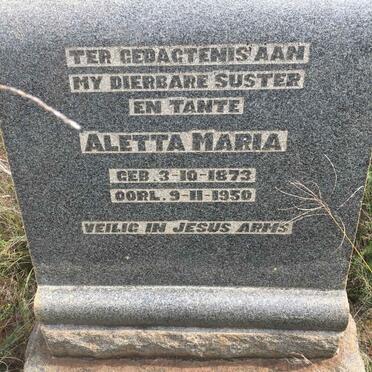 TER GEDAGTENIS AAN
MY DIERBARE SUSTER
EN TANTE
ALETTA MARIA
GEB. 3-10-1873
OORL. 9-11-1950
VEILIG IN JESUS ARMS